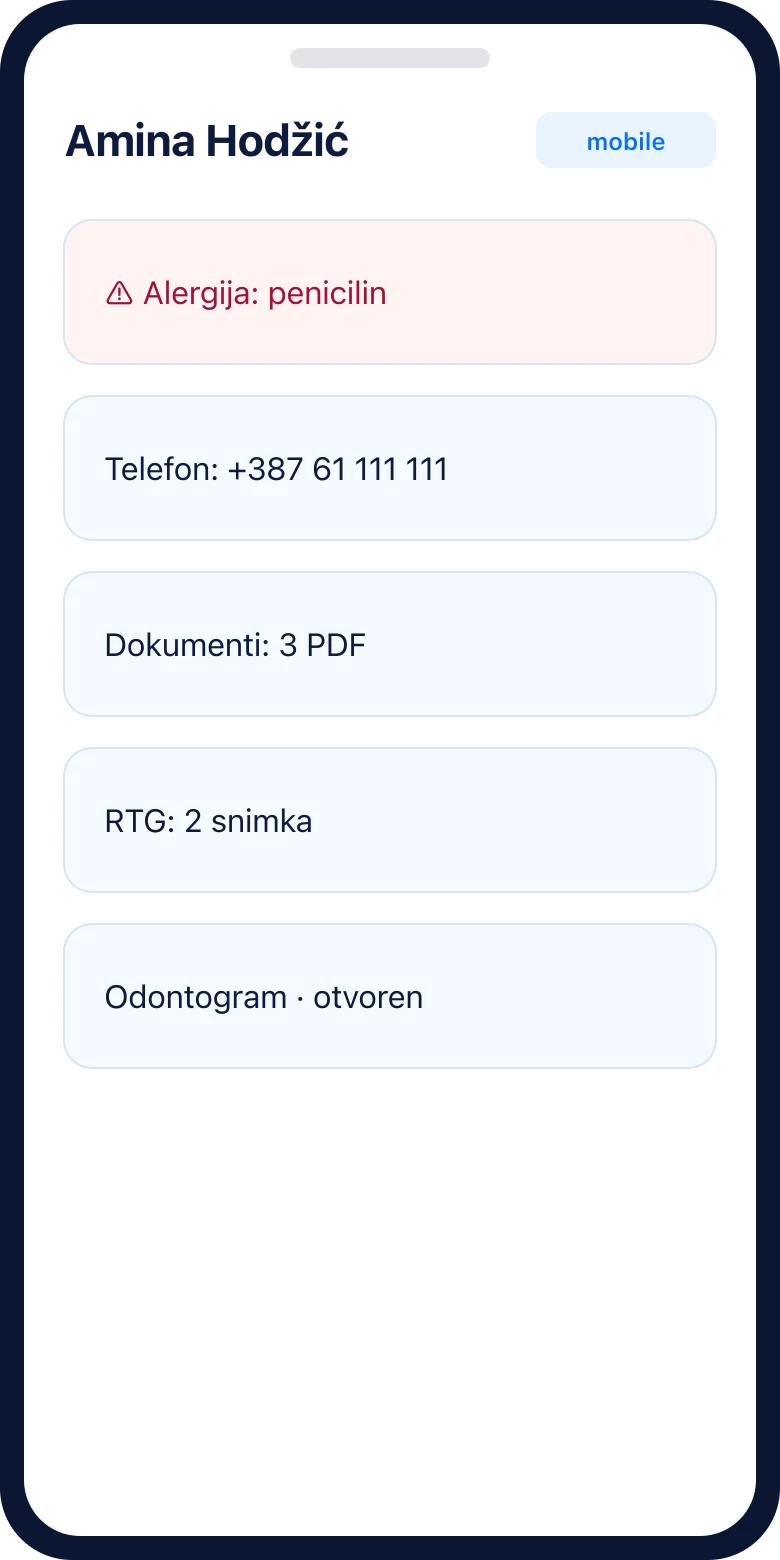 Amina Hodžić
mobile
⚠ Alergija: penicilin
Telefon: +387 61 111 111
Dokumenti: 3 PDF
RTG: 2 snimka
Odontogram · otvoren